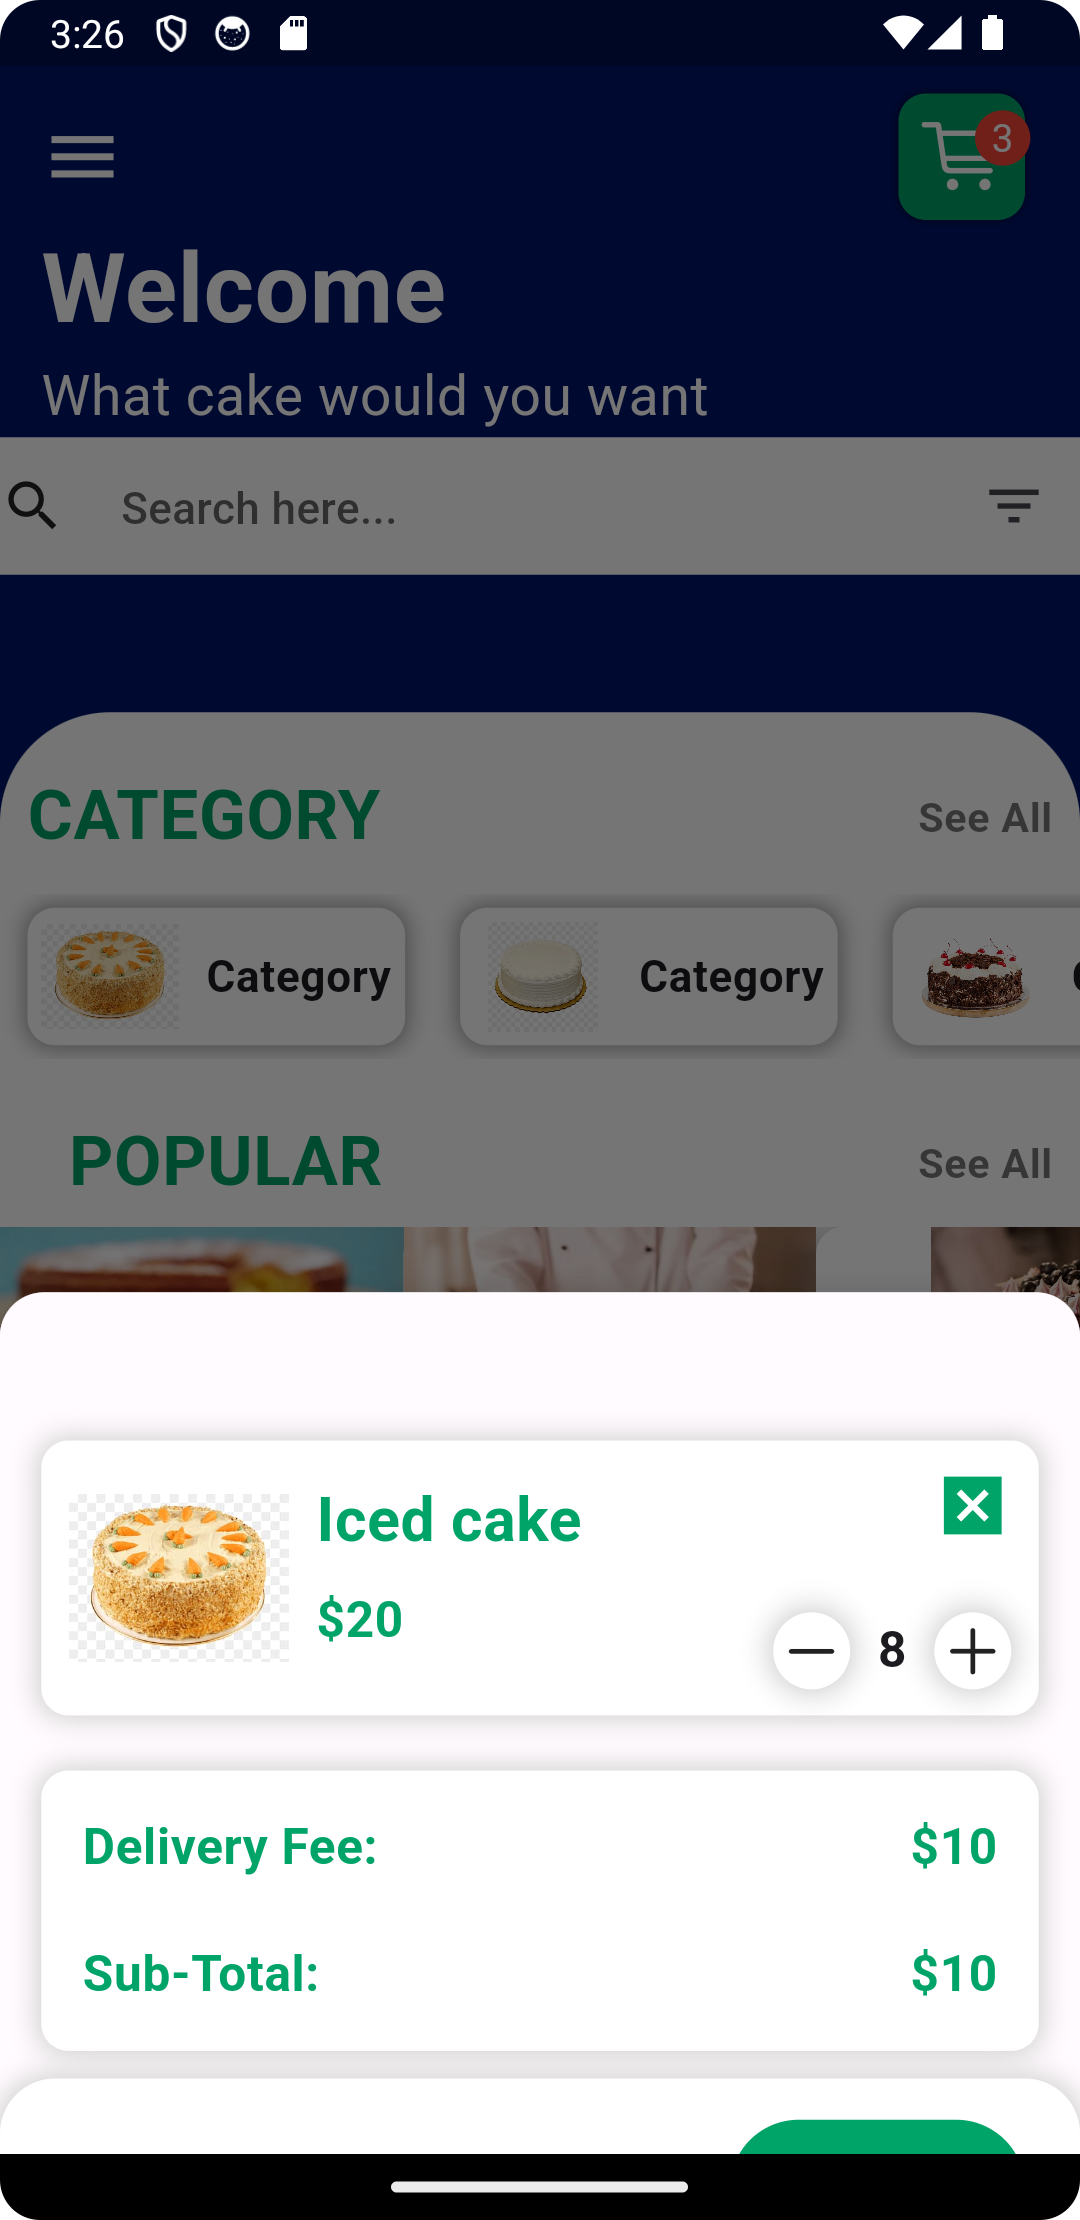 3:26
3
Welcome
What cake would you want
Search here...
CATEGORY
See All
Category
Category
POPULAR
See All
Iced cake
$20
8
Delivery Fee:
$10
Sub-Total:
$10